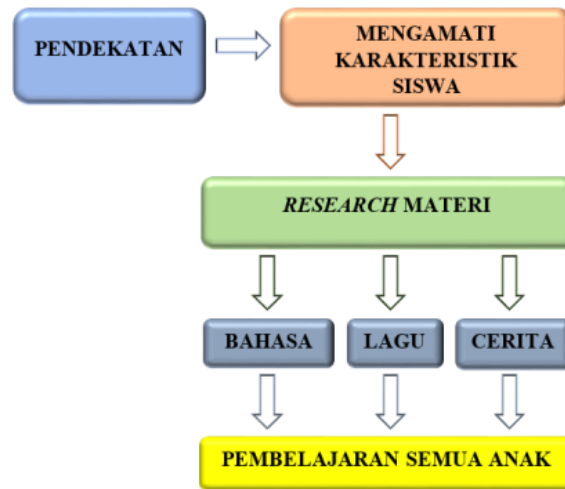 PENDEKATAN
MENGAMATI
KARAKTERISTIK
SISWA
RESEARCH MATERI
BAHASA
LAGU
CERITA
PEMBELAJARAN SEMUA ANAK